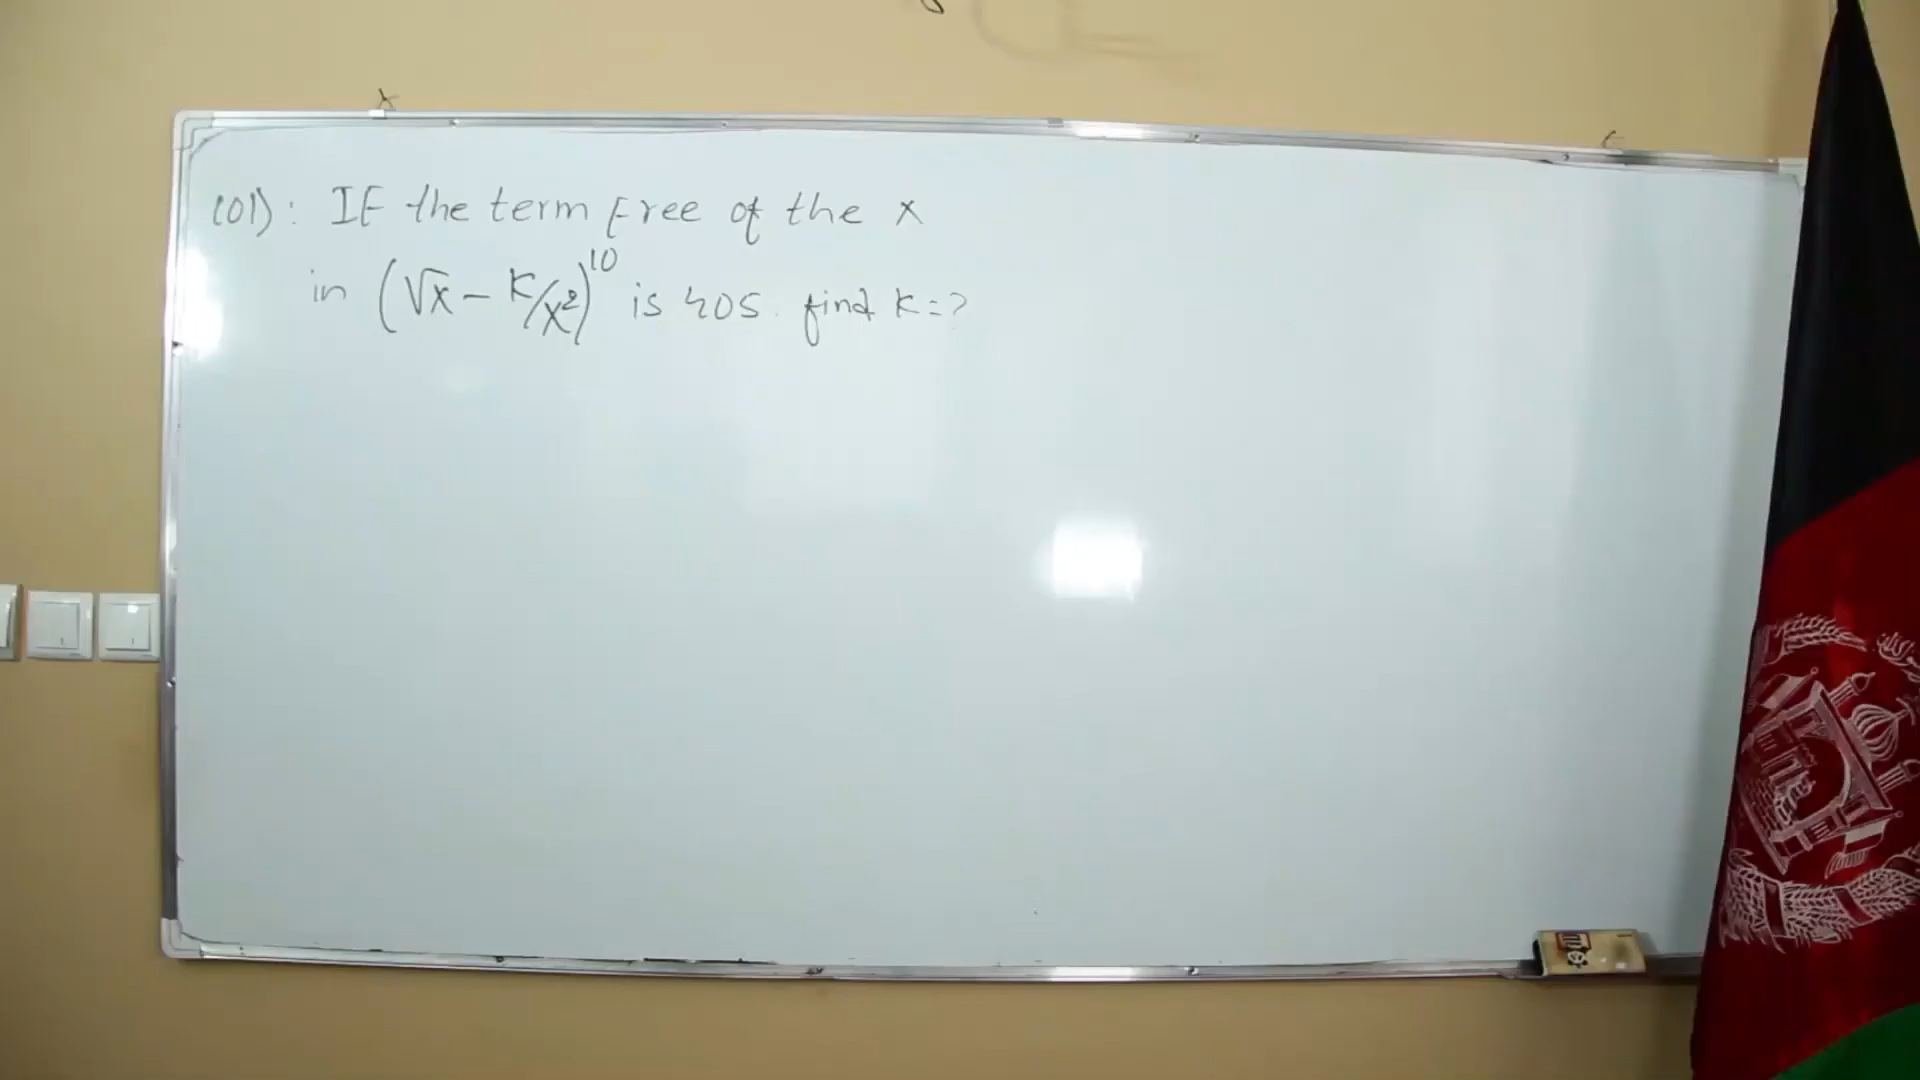 (01): If the term free of the x
in (√x - k/x²)¹⁰ is 405. find k=?